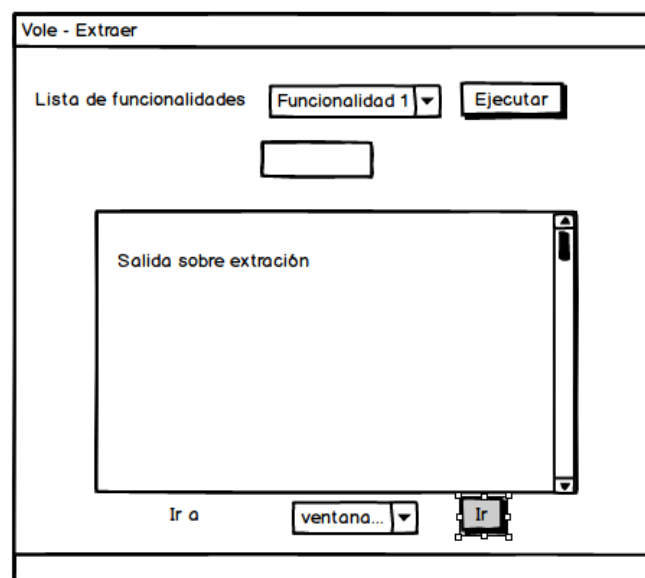 Vole - Extraer
Lista de funcionalidades Funcionalidad 1 Ejecutar
Salida sobre extración
Ir a ventana... Ir